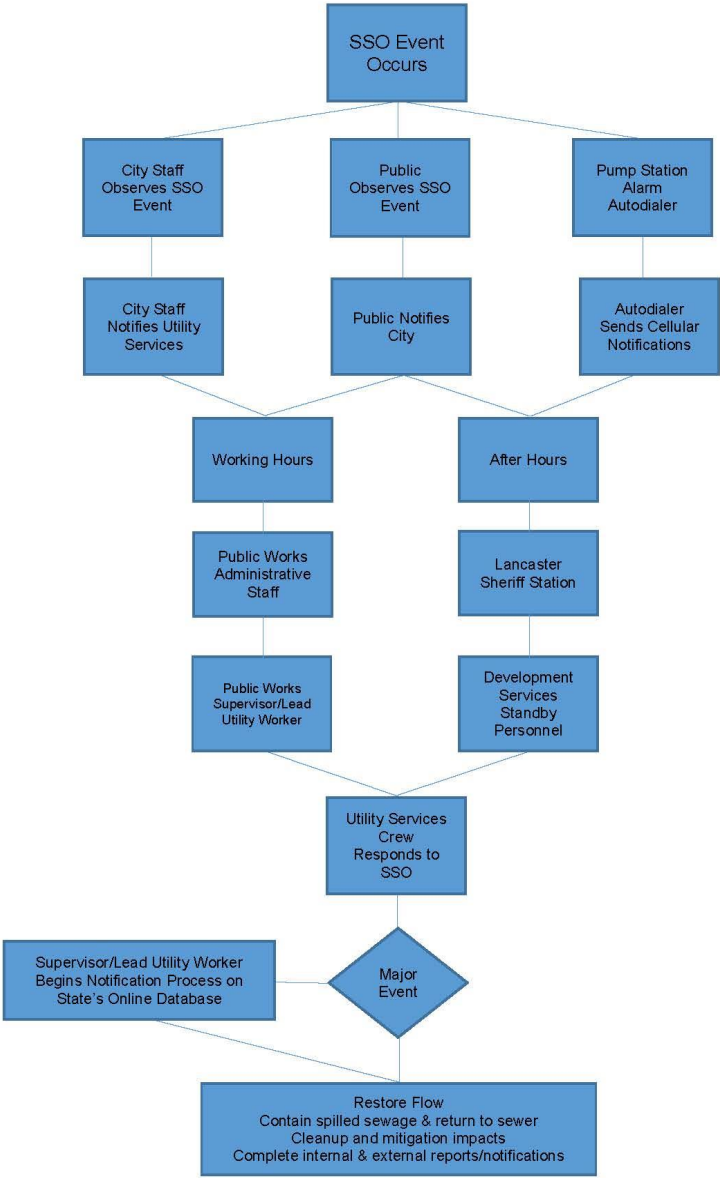 SSO Event
Occurs
City Staff
Observes SSO
Event
Public
Observes SSO
Event
Pump Station
Alarm
Autodialer
City Staff
Notifies Utility
Services
Public Notifies
City
Autodialer
Sends Cellular
Notifications
Working Hours
After Hours
Public Works
Administrative
Staff
Lancaster
Sheriff Station
Public Works
Supervisor/Lead
Utility Worker
Development
Services
Standby
Personnel
Utility Services
Crew
Responds to
SSO
Supervisor/Lead Utility Worker
Begins Notification Process on
State's Online Database
Major
Event
Restore Flow
Contain spilled sewage & return to sewer
Cleanup and mitigation impacts
Complete internal & external reports/notifications